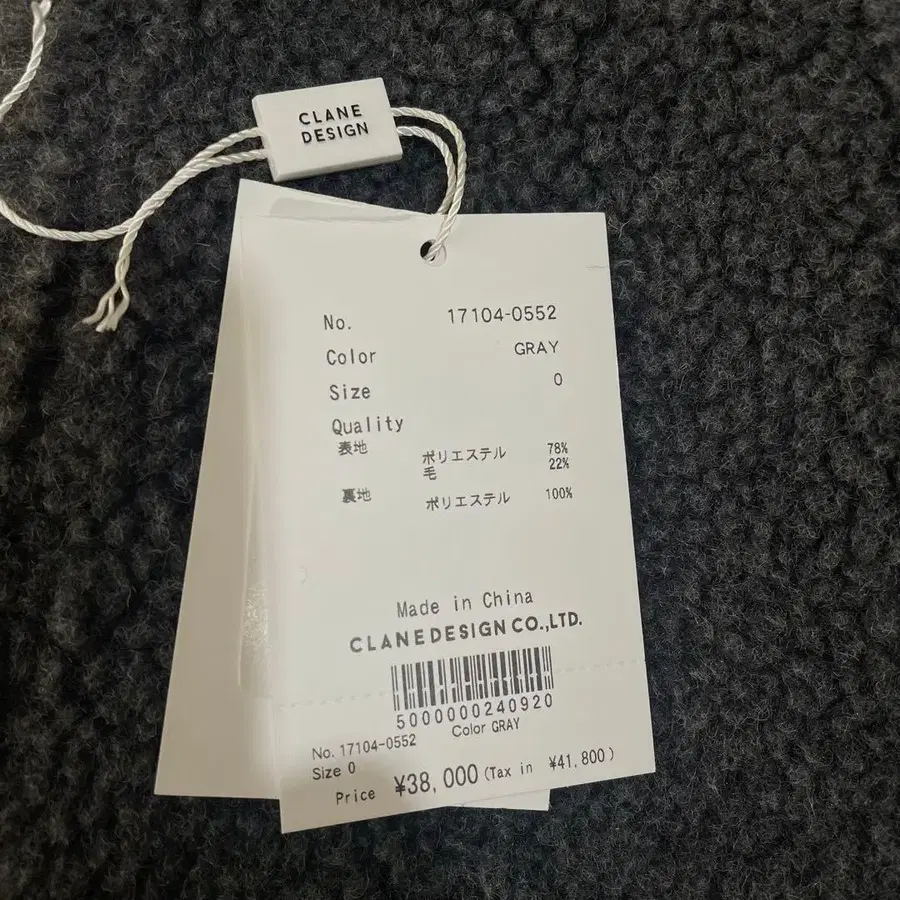 CLANE
DESIGN
No. 17104-0552
Color GRAY
Size 0
Quality
表地 ポリエステル 78%
毛 22%
裏地 ポリエステル 100%
Made in China
CLANE DESIGN CO.,LTD.
5000000240920
No. 17104-0552 Color GRAY
Size 0
Price ¥38,000 (Tax in ¥41,800)